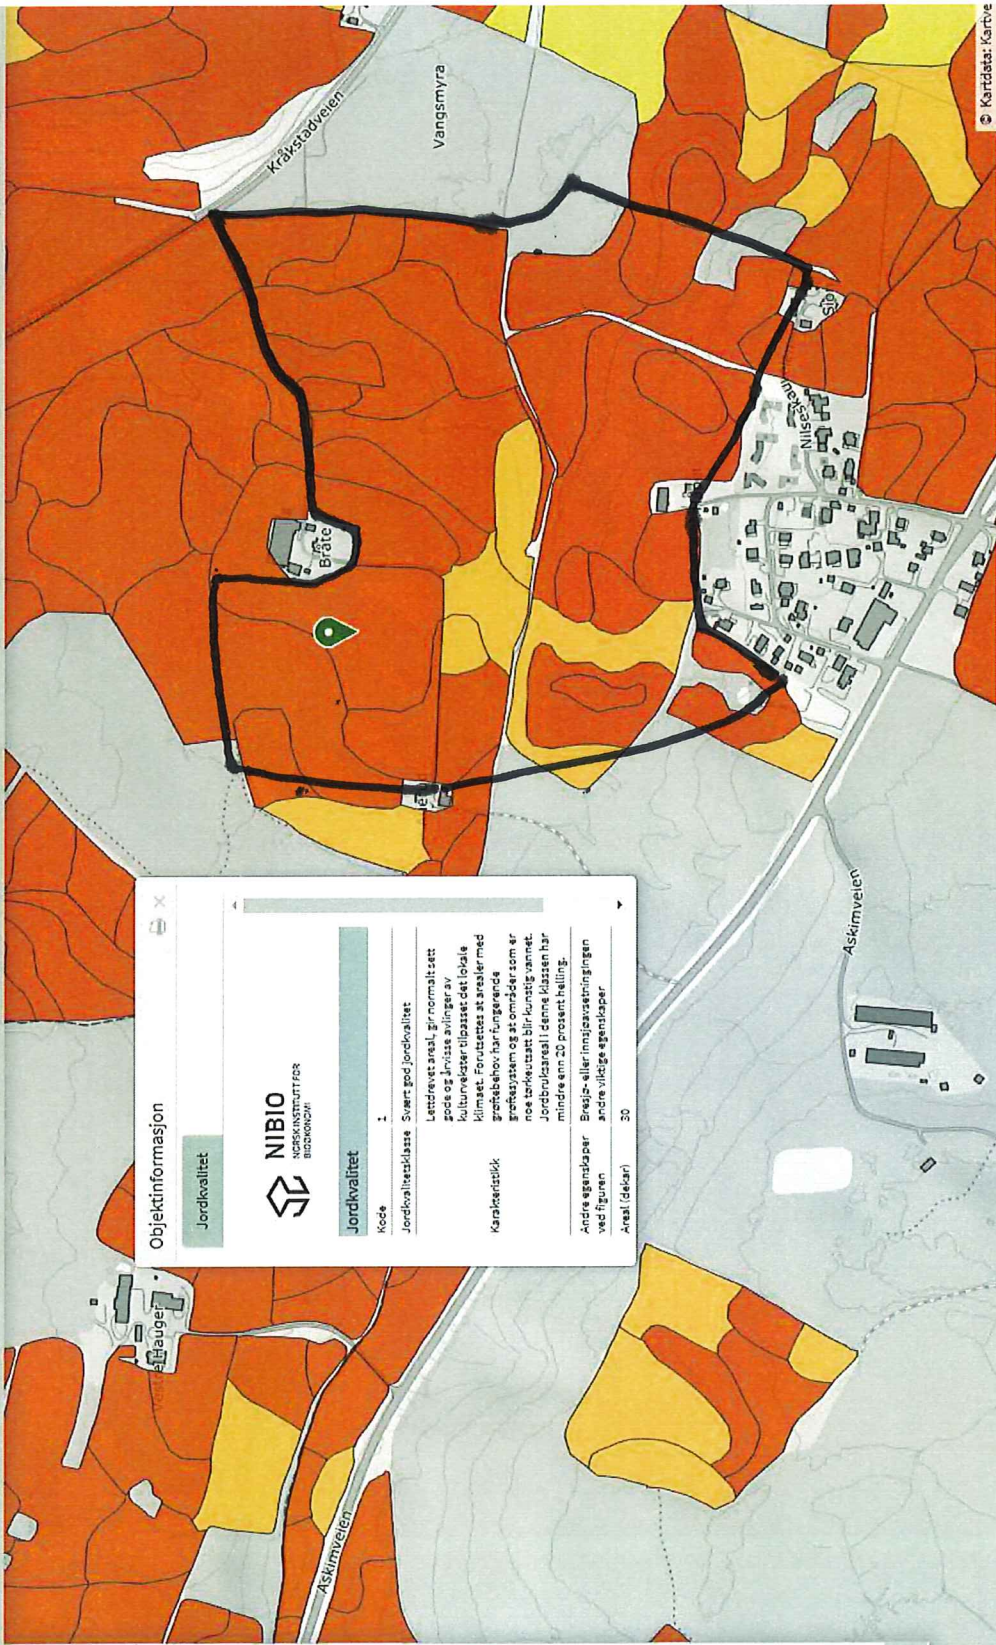 Objektinformasjon
Jordkvalitet
NIBIO
NORSK INSTITUTT FOR
BIOØKONOMI
Jordkvalitet
Kode 1
Jordkvalitetsklasse Svært god jordkvalitet
Karakteristikk
Lettdrevet areal, gir normalt sett
gode og årvisse avlinger av
kulturvekster tilpasset det lokale
klimaet. Forutsettes at arealer med
grøftebehov har fungerende
grøftesystem og at områder som er
noe tørkeutsatt blir kunstig vannet.
Jordbruksareal i denne klassen har
mindre enn 20 prosent helling.
Andre egenskaper Bresjø- eller innsjøavsetningingen
ved figuren andre viktige egenskaper
Areal (dekar) 30
Vestre Hauger
Askimveien
Askimveien
Bråte
Kråkstadveien
Vangsmyra
Nilseskau
Sjo
© Kartdata: Kartve